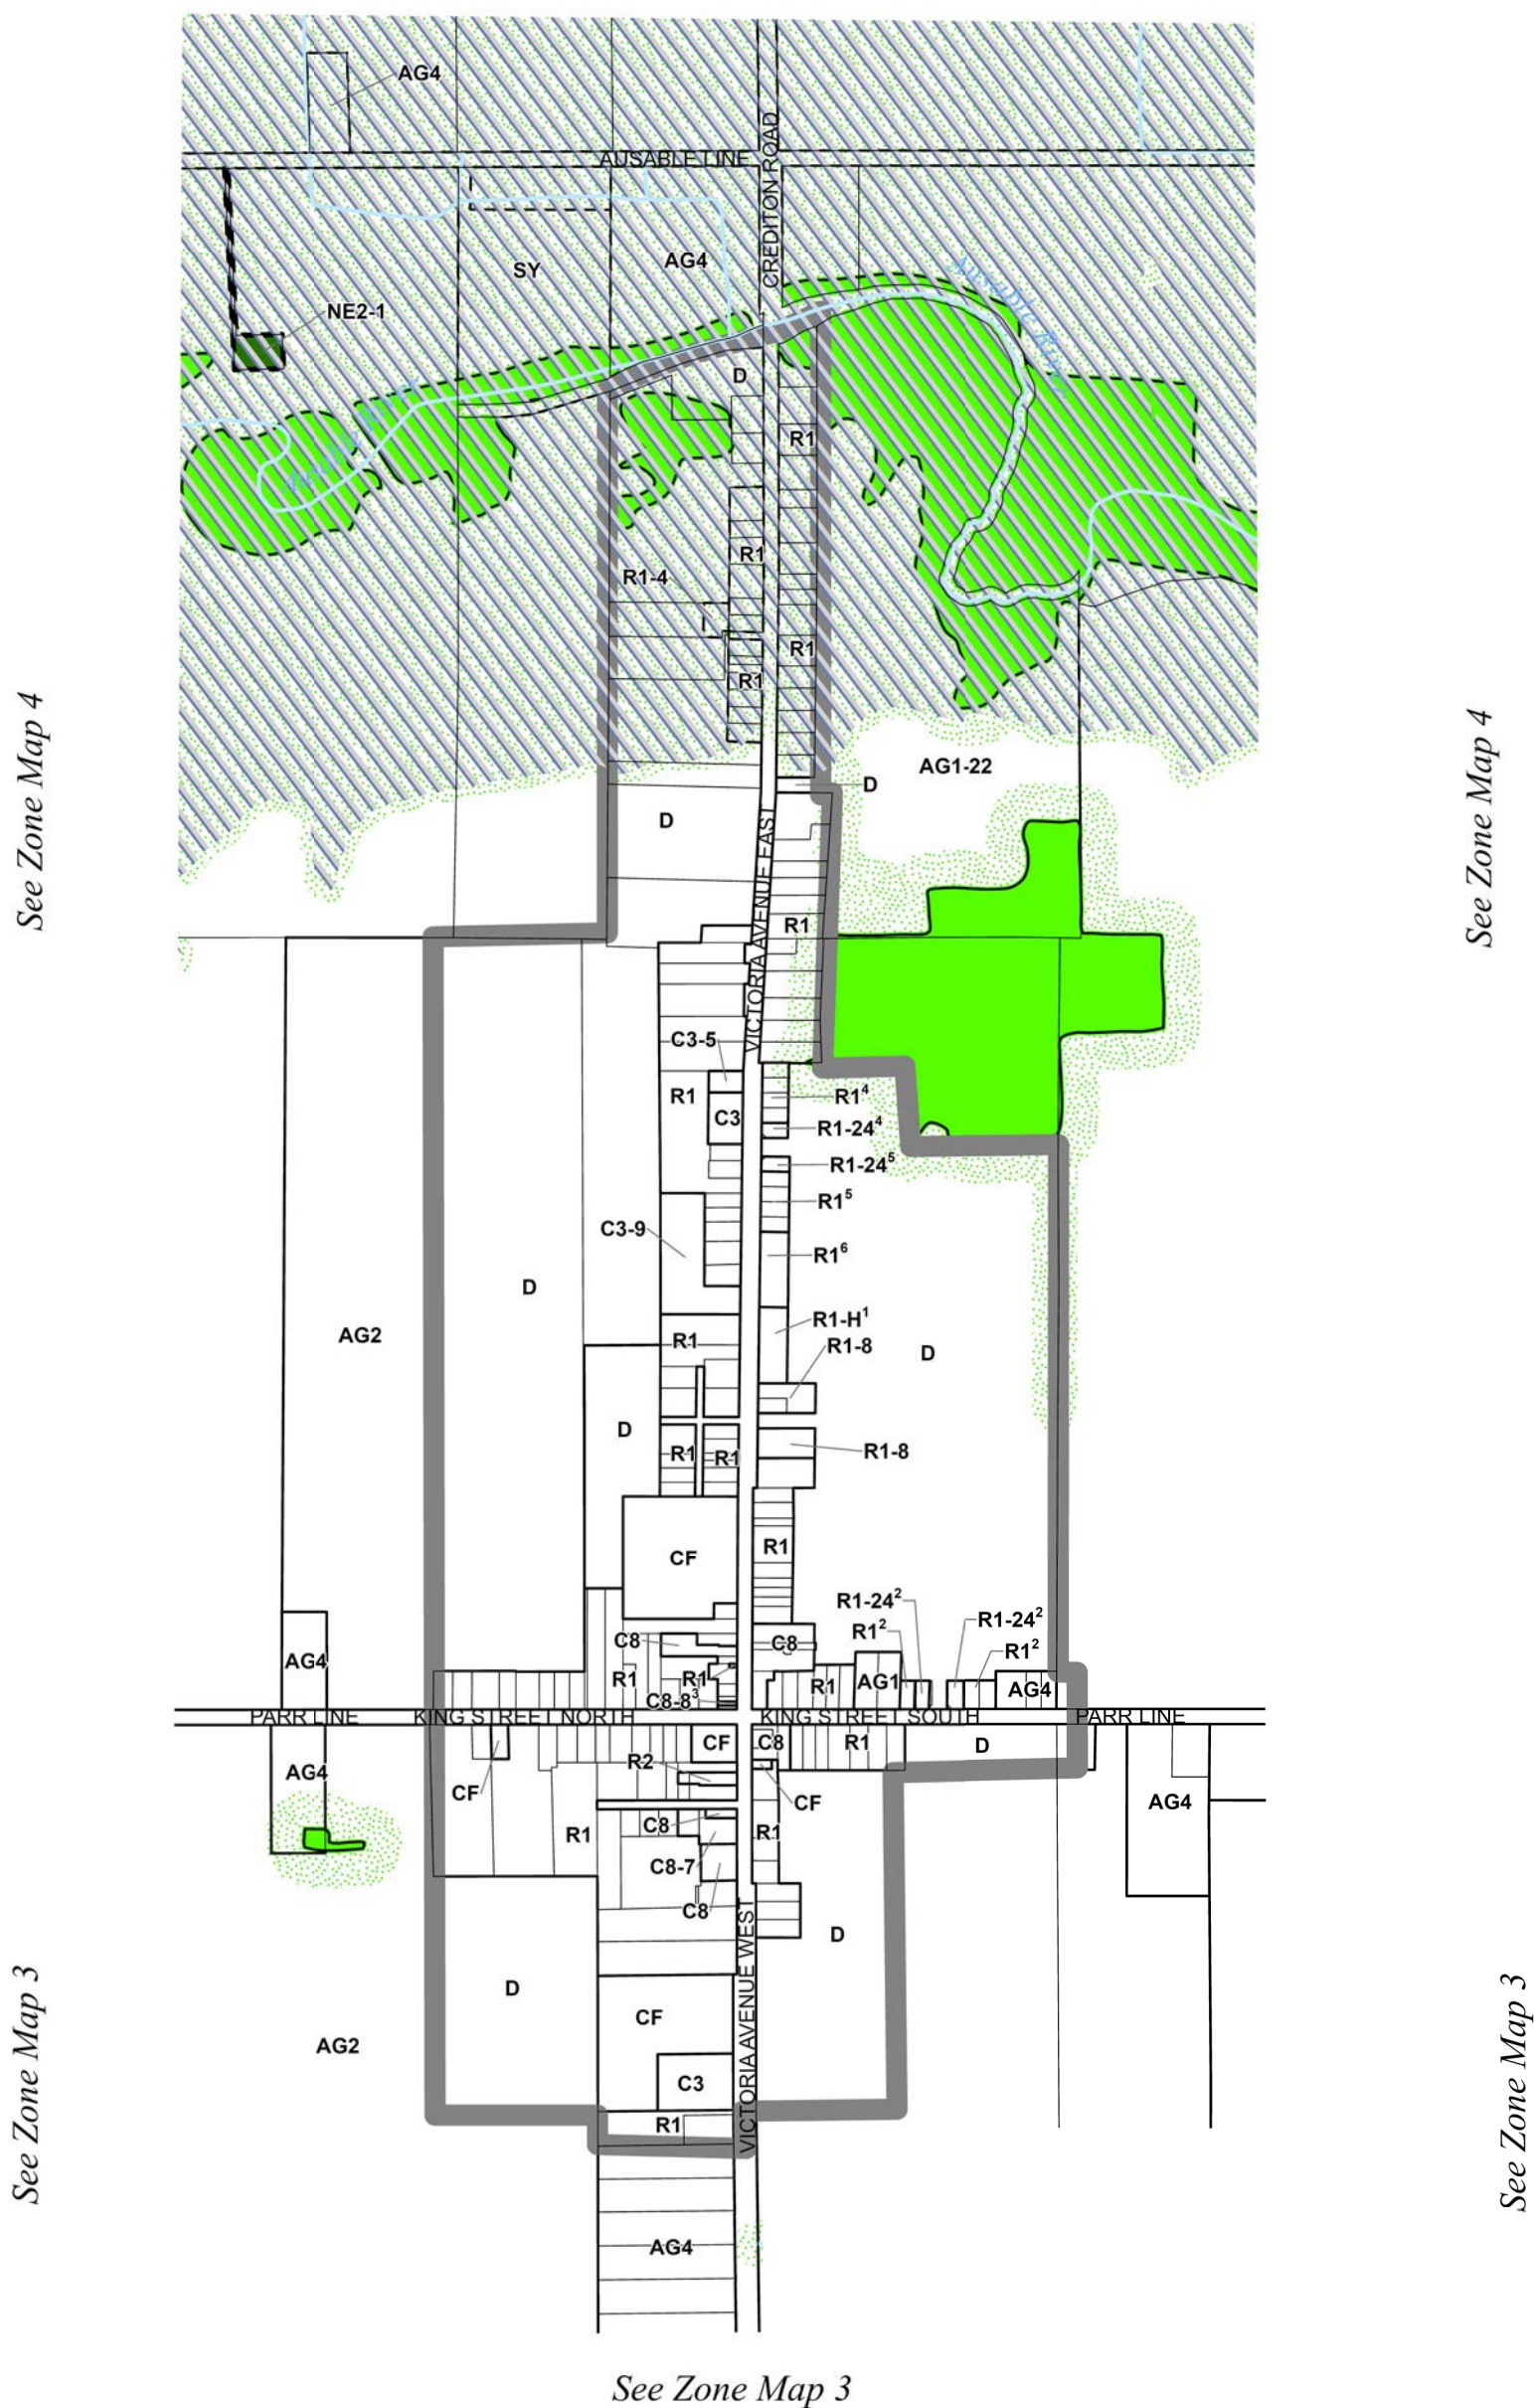 AG4
AUSABLE LINE
CREDITON ROAD
SY
AG4
Ausable River
NE2-1
D
Ausable River
R1
R1
R1-4
R1
R1
See Zone Map 4
See Zone Map 4
AG1-22
D
D
VICTORIA AVENUE EAST
R1
C3-5
R1
R1⁴
C3
R1-24⁴
R1-24⁵
R1⁵
C3-9
R1⁶
D
R1-H¹
AG2
R1
R1-8
D
D
R1
R1
R1-8
CF
R1
R1-24²
R1-24²
R1²
C8
C8
R1²
AG4
R1
R1
R1
AG1
AG4
C8-8³
PARR LINE
KING STREET NORTH
KING STREET SOUTH
PARR LINE
CF
C8
R1
D
R2
AG4
CF
CF
AG4
R1
C8
R1
C8-7
C8
D
VICTORIA AVENUE WEST
D
CF
AG2
C3
R1
See Zone Map 3
See Zone Map 3
AG4
See Zone Map 3